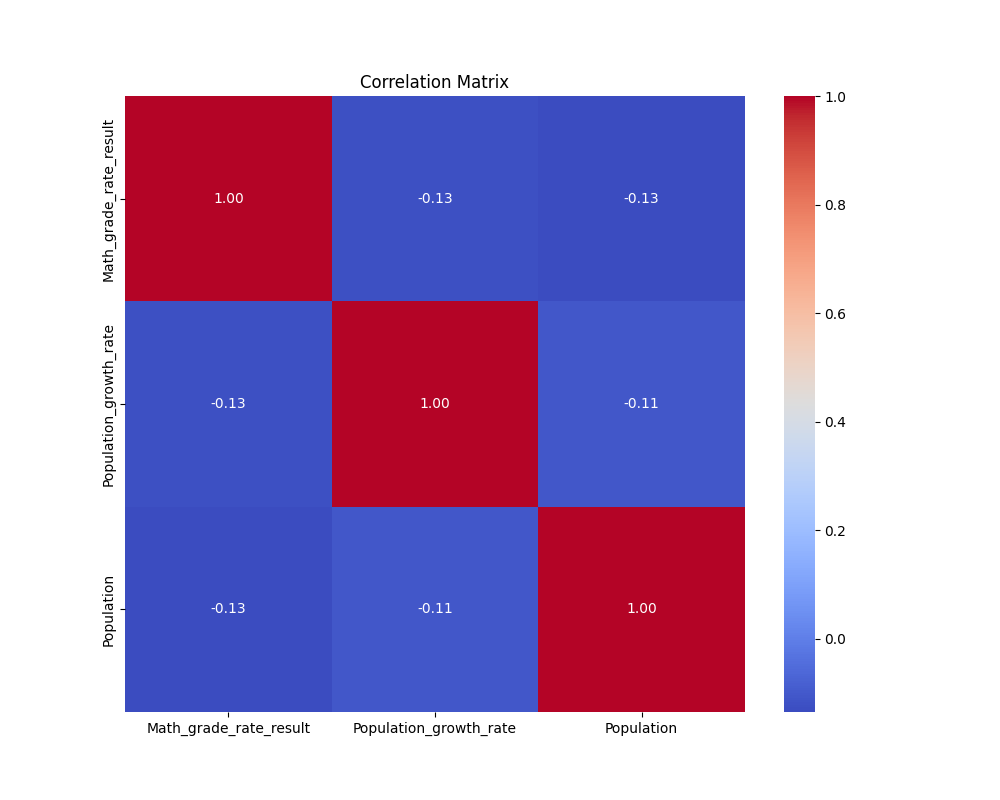 Correlation Matrix
Math_grade_rate_result
Population_growth_rate
Population
1.00
-0.13
-0.13
-0.13
1.00
-0.11
-0.13
-0.11
1.00
Math_grade_rate_result
Population_growth_rate
Population
1.0
0.8
0.6
0.4
0.2
0.0